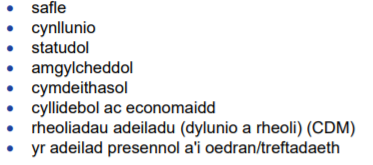 • safle
• cynllunio
• statudol
• amgylcheddol
• cymdeithasol
• cyllidebol ac economaidd
• rheoliadau adeiladu (dylunio a rheoli) (CDM)
• yr adeilad presennol a'i oedran/treftadaeth